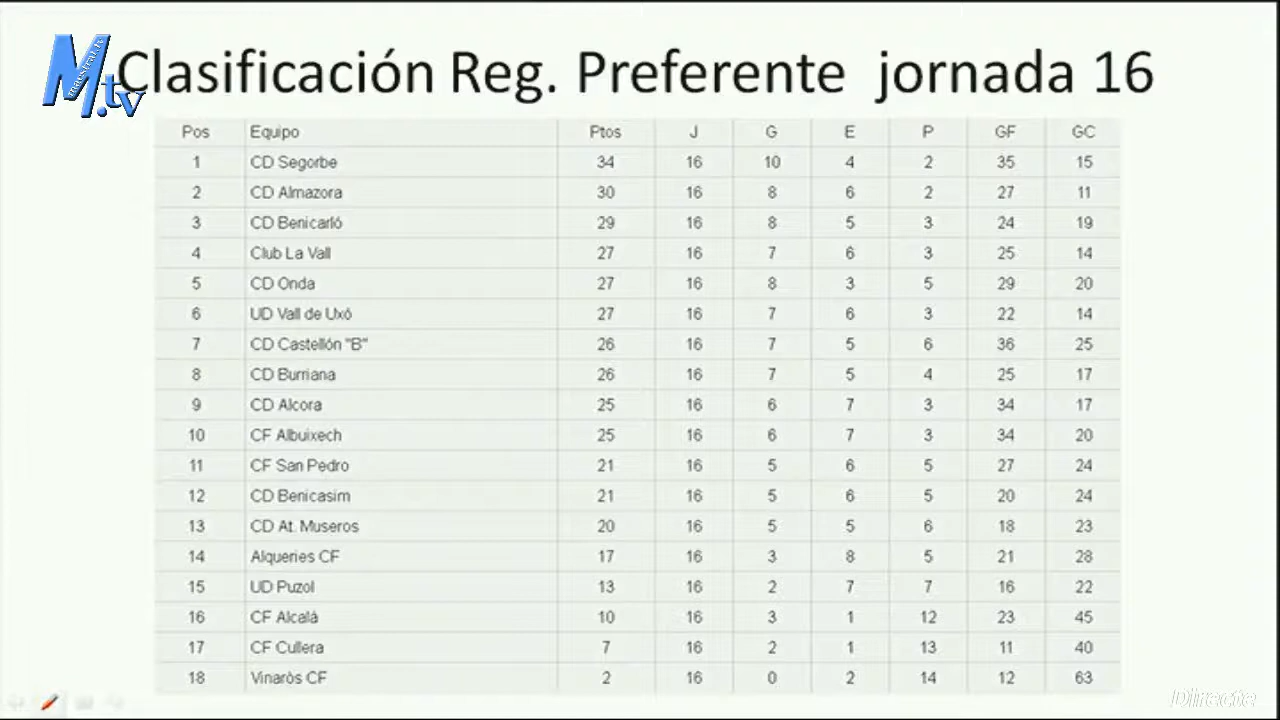 M.tv
Clasificación Reg. Preferente jornada 16
Pos Equipo Ptos J G E P GF GC
1 CD Segorbe 34 16 10 4 2 35 15
2 CD Almazora 30 16 8 6 2 27 11
3 CD Benicarló 29 16 8 5 3 24 19
4 Club La Vall 27 16 7 6 3 25 14
5 CD Onda 27 16 8 3 5 29 20
6 UD Vall de Uxó 27 16 7 6 3 22 14
7 CD Castellón "B" 26 16 7 5 6 36 25
8 CD Burriana 26 16 7 5 4 25 17
9 CD Alcora 25 16 6 7 3 34 17
10 CF Albuixech 25 16 6 7 3 34 20
11 CF San Pedro 21 16 5 6 5 27 24
12 CD Benicasim 21 16 5 6 5 20 24
13 CD At. Museros 20 16 5 5 6 18 23
14 Alqueries CF 17 16 3 8 5 21 28
15 UD Puzol 13 16 2 7 7 16 22
16 CF Alcalà 10 16 3 1 12 23 45
17 CF Cullera 7 16 2 1 13 11 40
18 Vinaròs CF 2 16 0 2 14 12 63
Directe